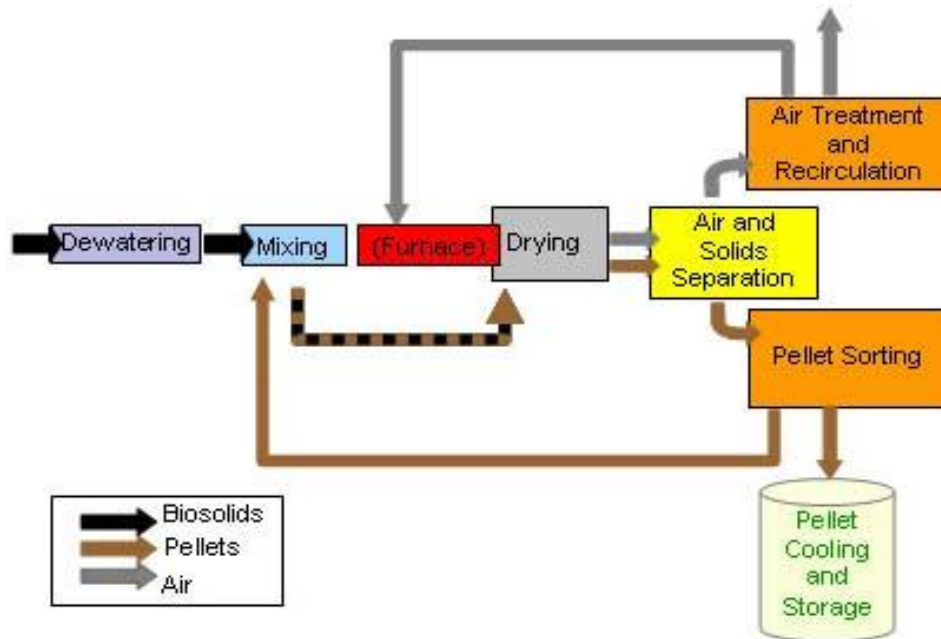 Air Treatment
and
Recirculation
Dewatering
Mixing
(Furnace)
Drying
Air and
Solids
Separation
Pellet Sorting
Biosolids
Pellets
Air
Pellet
Cooling
and
Storage